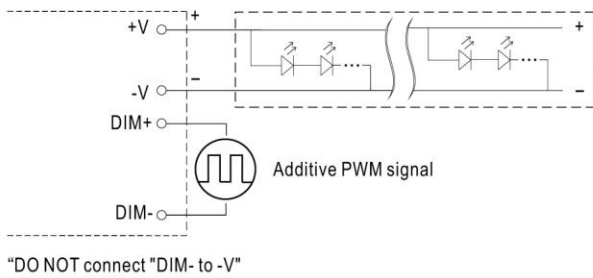 +V + +
-V − −
DIM+
Additive PWM signal
DIM-
“DO NOT connect "DIM- to -V"